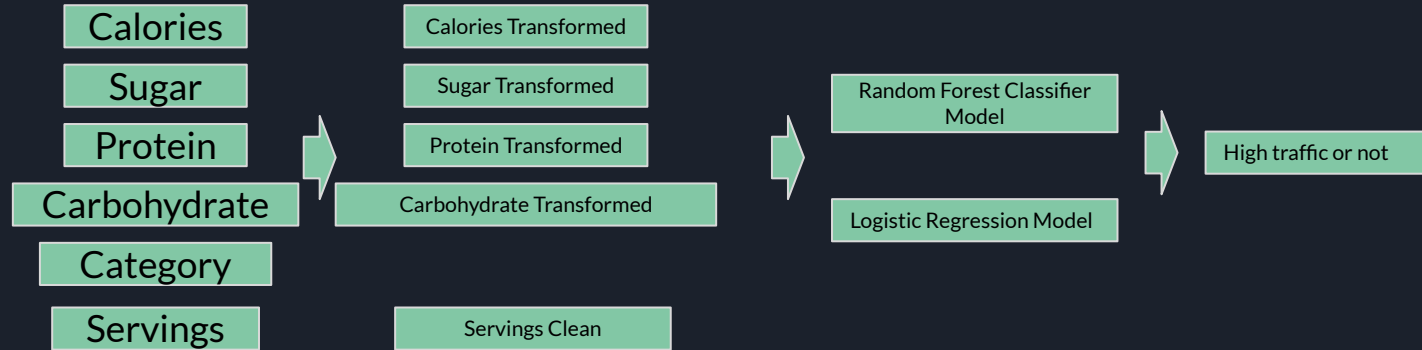 Calories
Sugar
Protein
Carbohydrate
Category
Servings
Calories Transformed
Sugar Transformed
Protein Transformed
Carbohydrate Transformed
Servings Clean
Random Forest Classifier
Model
Logistic Regression Model
High traffic or not